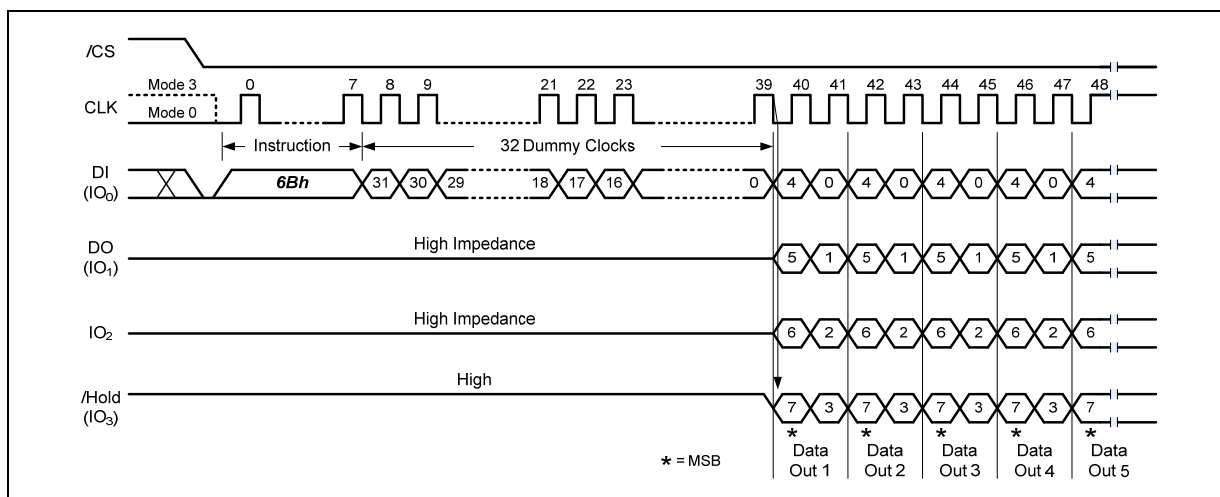 /CS
Mode 3 0 7 8 9 21 22 23 39 40 41 42 43 44 45 46 47 48
CLK Mode 0
Instruction 32 Dummy Clocks
DI
(IO0)
6Bh 31 30 29 18 17 16 0 4 0 4 0 4 0 4 0 4
DO
(IO1)
High Impedance 5 1 5 1 5 1 5 1 5
IO2
High Impedance 6 2 6 2 6 2 6 2 6
/Hold
(IO3)
High 7 3 7 3 7 3 7 3 7
* * * * *
* = MSB
Data Out 1
Data Out 2
Data Out 3
Data Out 4
Data Out 5